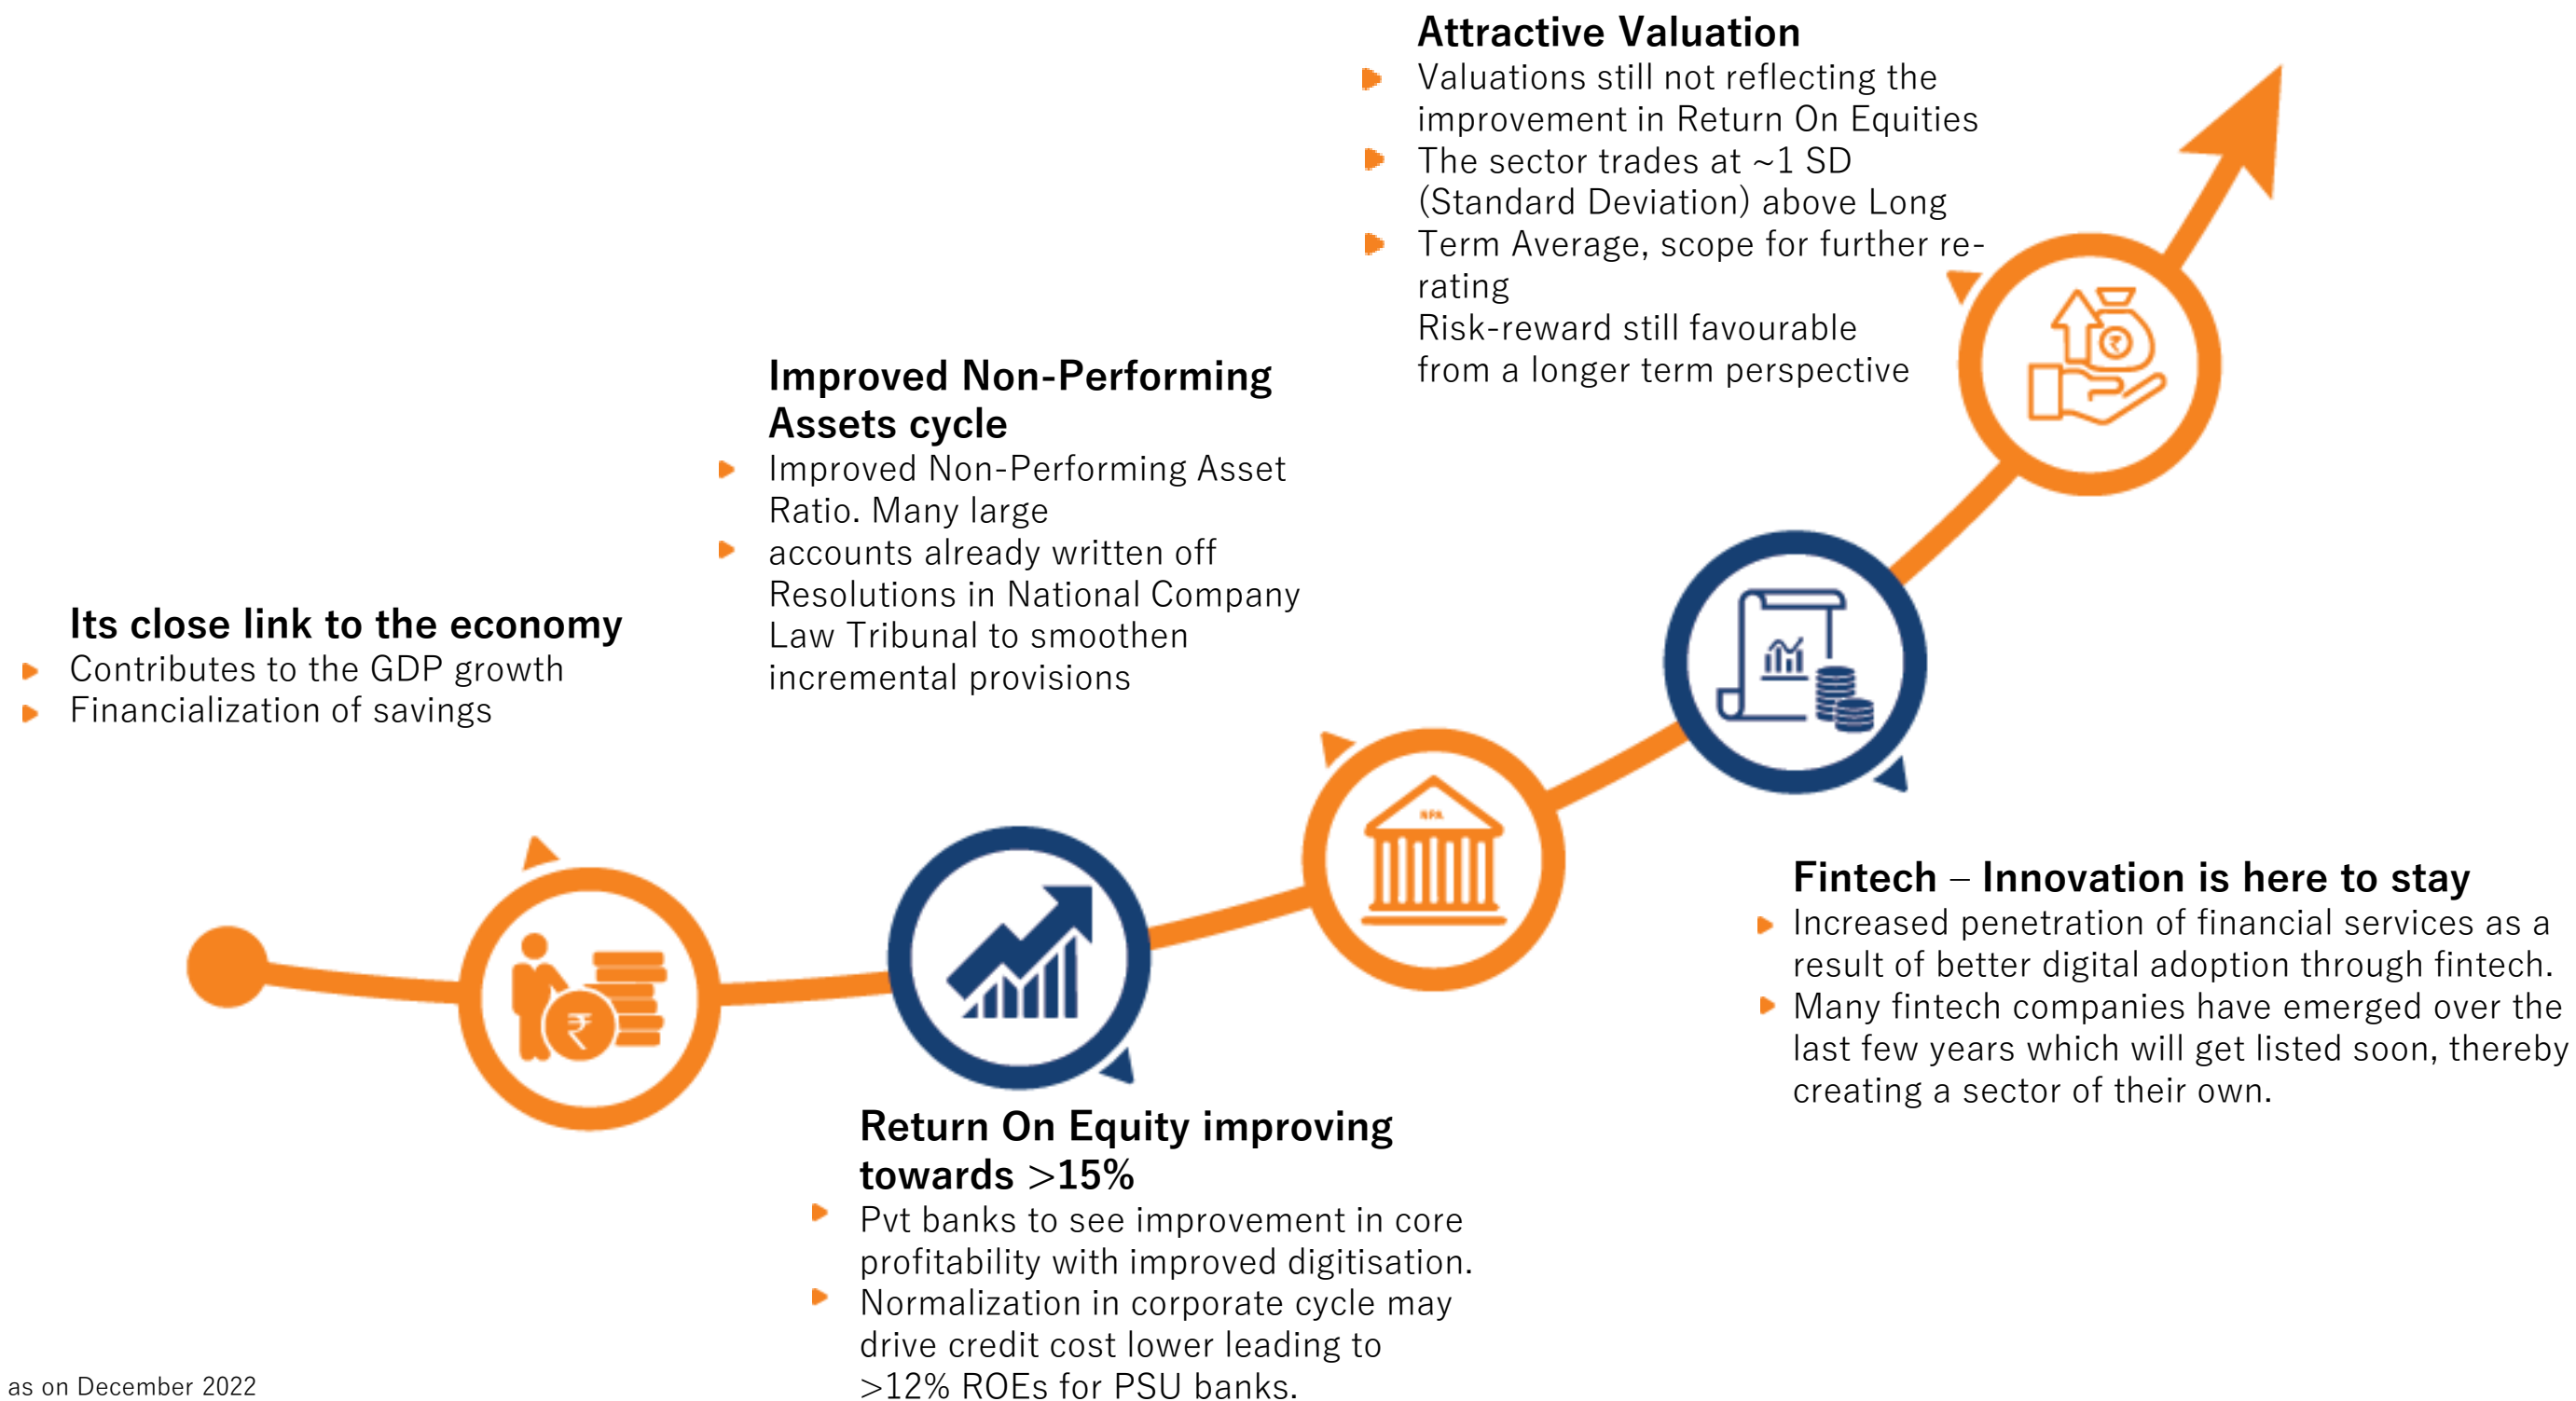 Attractive Valuation
Valuations still not reflecting the
improvement in Return On Equities
The sector trades at ~1 SD
(Standard Deviation) above Long
Term Average, scope for further re-
rating
Risk-reward still favourable
from a longer term perspective
Improved Non-Performing
Assets cycle
Improved Non-Performing Asset
Ratio. Many large
accounts already written off
Resolutions in National Company
Law Tribunal to smoothen
incremental provisions
Its close link to the economy
Contributes to the GDP growth
Financialization of savings
₹
NPA
₹
Fintech – Innovation is here to stay
Increased penetration of financial services as a
result of better digital adoption through fintech.
Many fintech companies have emerged over the
last few years which will get listed soon, thereby
creating a sector of their own.
Return On Equity improving
towards >15%
Pvt banks to see improvement in core
profitability with improved digitisation.
Normalization in corporate cycle may
drive credit cost lower leading to
>12% ROEs for PSU banks.
as on December 2022